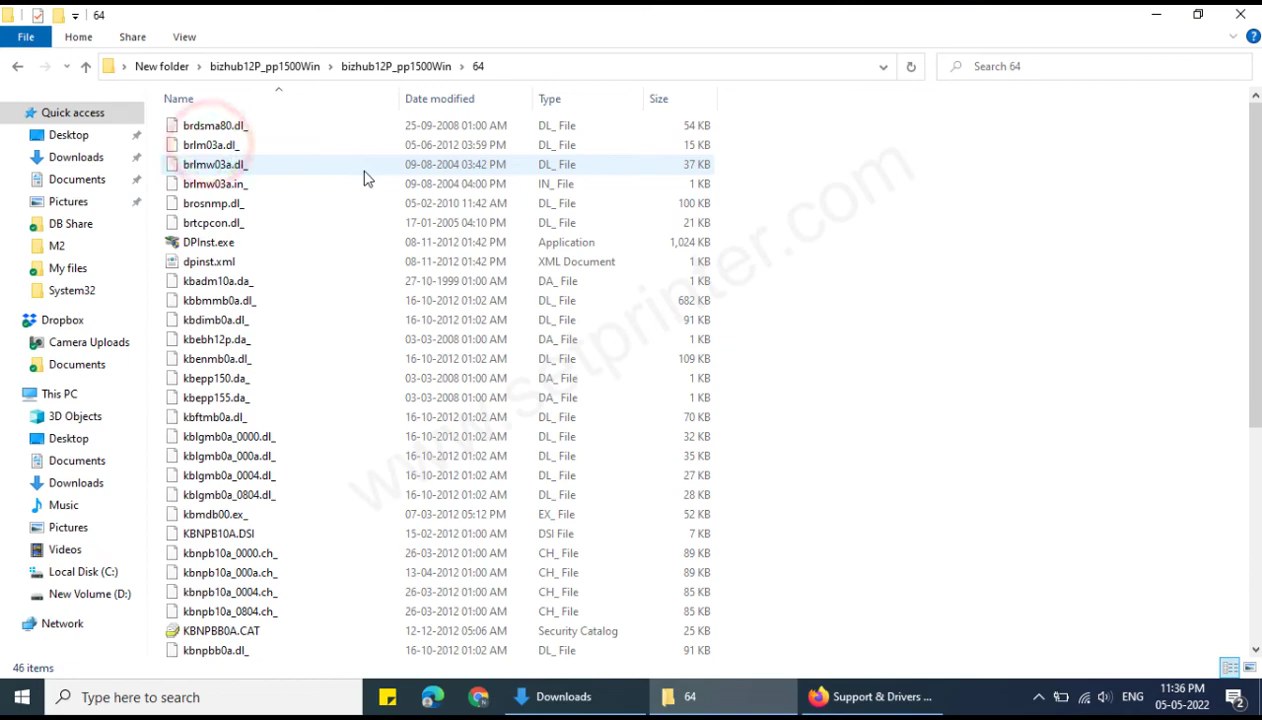 64
File Home Share View
New folder bizhub12P_pp1500Win bizhub12P_pp1500Win 64
Search 64
Name Date modified Type Size
Quick access
Desktop
Downloads
Documents
Pictures
DB Share
M2
My files
System32
Dropbox
Camera Uploads
Documents
This PC
3D Objects
Desktop
Documents
Downloads
Music
Pictures
Videos
Local Disk (C:)
New Volume (D:)
Network
brdsma80.dl_ 25-09-2008 01:00 AM DL_ File 54 KB
brlm03a.dl_ 05-06-2012 03:59 PM DL_ File 15 KB
brlmw03a.dl_ 09-08-2004 03:42 PM DL_ File 37 KB
brlmw03a.in_ 09-08-2004 04:00 PM IN_ File 1 KB
brosnmp.dl_ 05-02-2010 11:42 AM DL_ File 100 KB
brtcpcon.dl_ 17-01-2005 04:10 PM DL_ File 21 KB
DPInst.exe 08-11-2012 01:42 PM Application 1,024 KB
dpinst.xml 08-11-2012 01:42 PM XML Document 1 KB
kbadm10a.da_ 27-10-1999 01:00 AM DA_ File 1 KB
kbbmmb0a.dl_ 16-10-2012 01:02 AM DL_ File 682 KB
kbdimb0a.dl_ 16-10-2012 01:02 AM DL_ File 91 KB
kbebh12p.da_ 03-03-2008 01:00 AM DA_ File 1 KB
kbenmb0a.dl_ 16-10-2012 01:02 AM DL_ File 109 KB
kbepp150.da_ 03-03-2008 01:00 AM DA_ File 1 KB
kbepp155.da_ 03-03-2008 01:00 AM DA_ File 1 KB
kbftmb0a.dl_ 16-10-2012 01:02 AM DL_ File 70 KB
kblgmb0a_0000.dl_ 16-10-2012 01:02 AM DL_ File 32 KB
kblgmb0a_000a.dl_ 16-10-2012 01:02 AM DL_ File 35 KB
kblgmb0a_0004.dl_ 16-10-2012 01:02 AM DL_ File 27 KB
kblgmb0a_0804.dl_ 16-10-2012 01:02 AM DL_ File 28 KB
kbmdb00.ex_ 07-03-2012 05:12 PM EX_ File 52 KB
KBNPB10A.DSI 15-02-2012 01:00 AM DSI File 7 KB
kbnpb10a_0000.ch_ 26-03-2012 01:00 AM CH_ File 89 KB
kbnpb10a_000a.ch_ 13-04-2012 01:00 AM CH_ File 89 KB
kbnpb10a_0004.ch_ 26-03-2012 01:00 AM CH_ File 85 KB
kbnpb10a_0804.ch_ 26-03-2012 01:00 AM CH_ File 85 KB
KBNPBB0A.CAT 12-12-2012 05:06 AM Security Catalog 25 KB
kbnpbb0a.dl_ 16-10-2012 01:02 AM DL_ File 91 KB
www.setprinter.com
46 items
Type here to search
Downloads
64
Support & Drivers ...
ENG
11:36 PM
05-05-2022
2